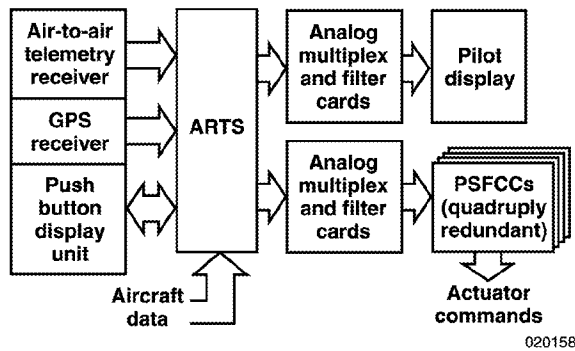 Air-to-air
telemetry
receiver
GPS
receiver
Push
button
display
unit
ARTS
Aircraft
data
Analog
multiplex
and filter
cards
Pilot
display
Analog
multiplex
and filter
cards
PSFCCs
(quadruply
redundant)
Actuator
commands
020158